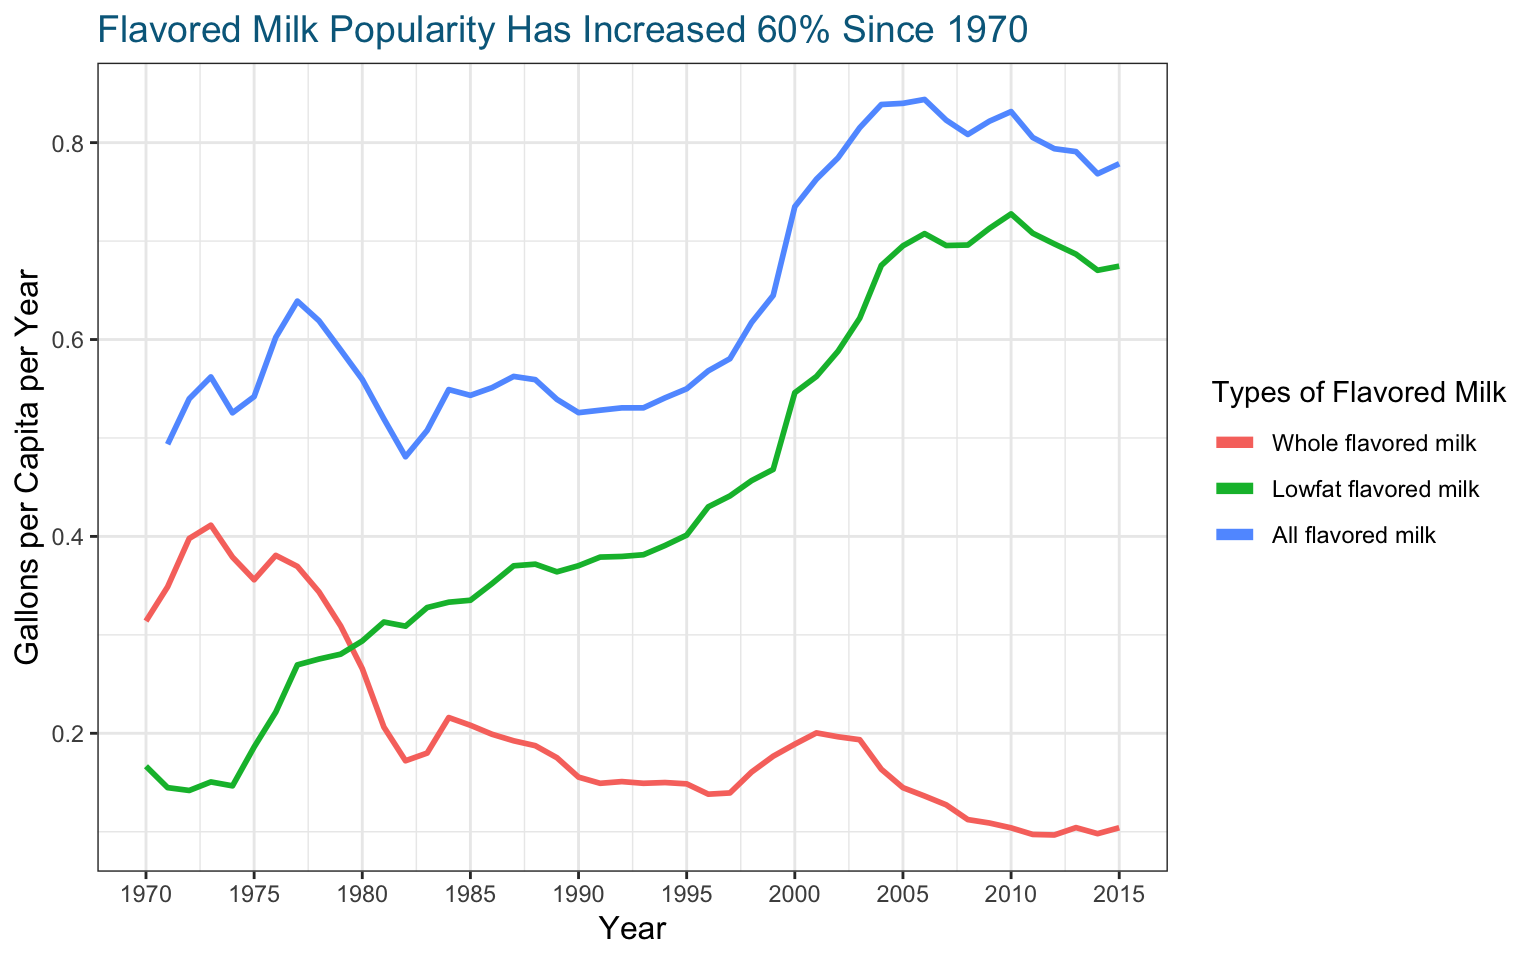 Flavored Milk Popularity Has Increased 60% Since 1970
Gallons per Capita per Year
0.8
0.6
0.4
0.2
1970 1975 1980 1985 1990 1995 2000 2005 2010 2015
Year
Types of Flavored Milk
Whole flavored milk
Lowfat flavored milk
All flavored milk